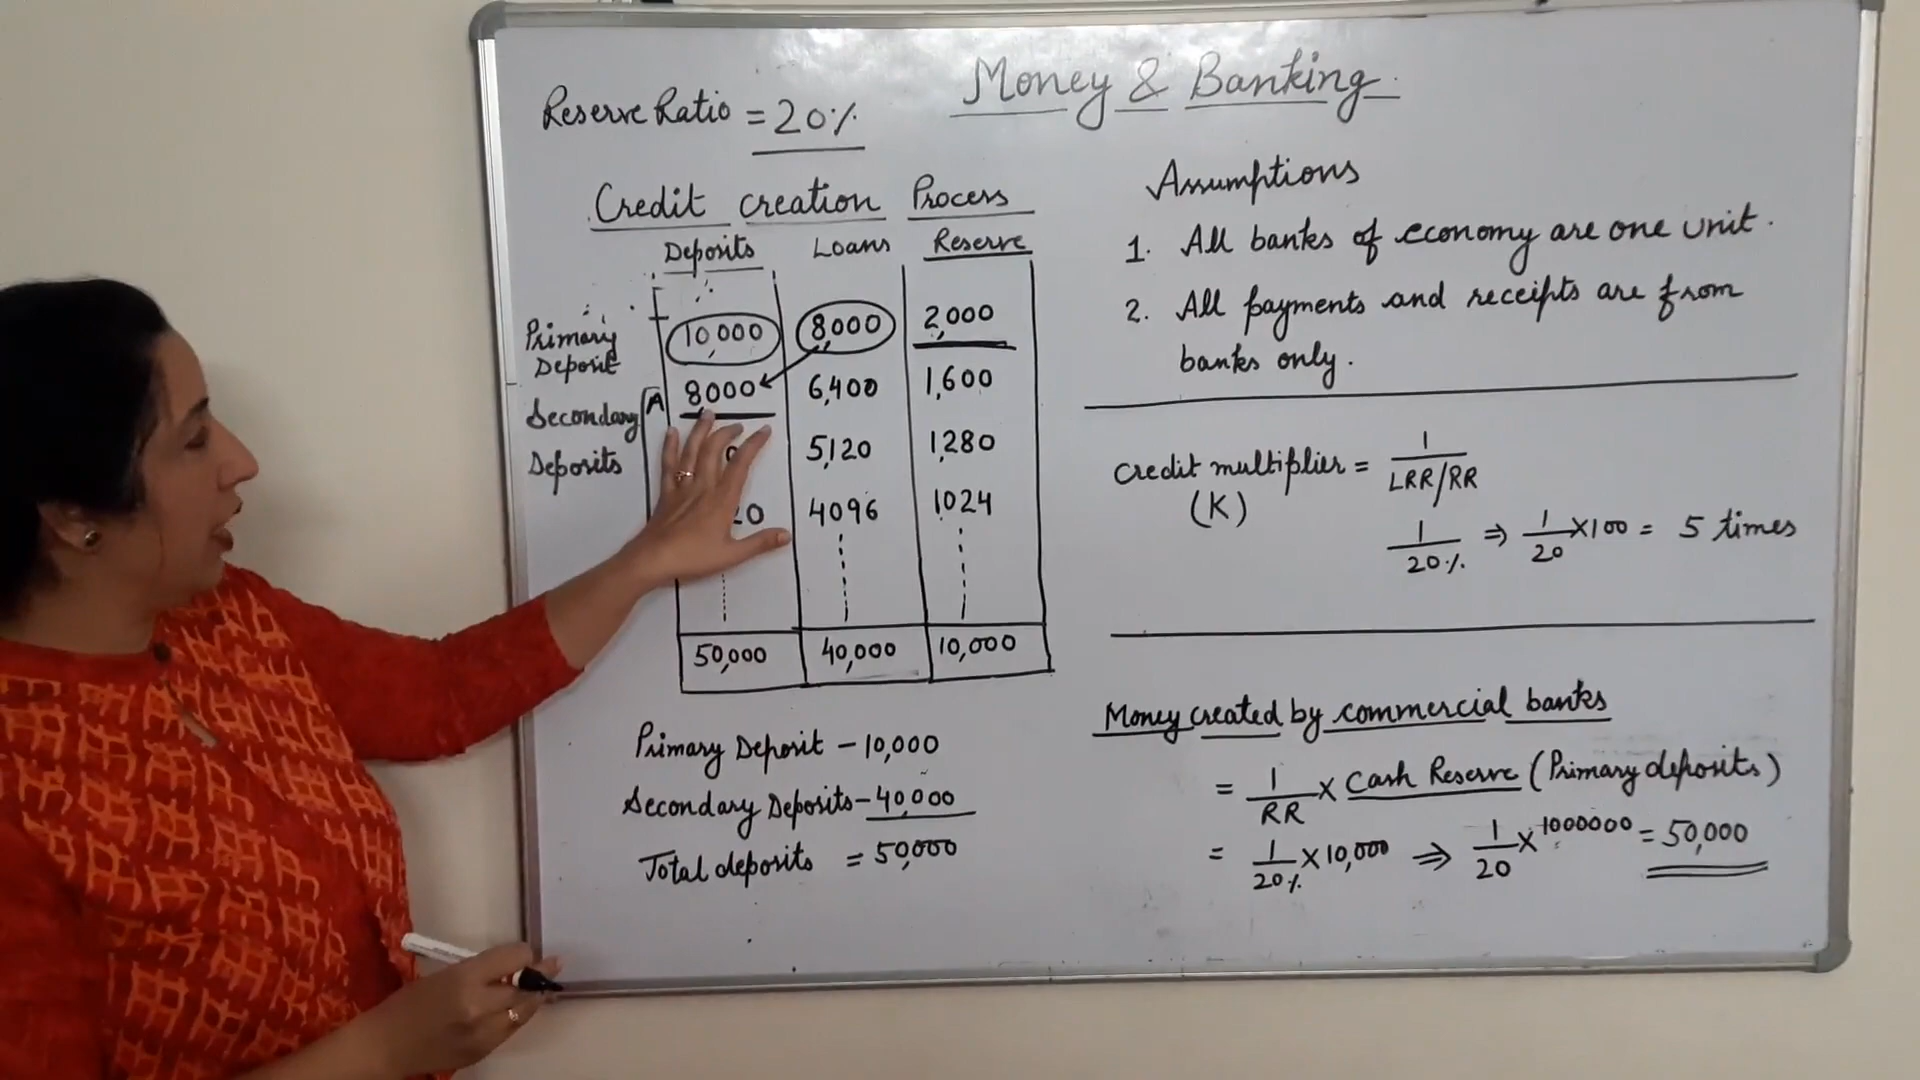 Money & Banking
Reserve Ratio = 20%
Credit creation Process
Deposits Loans Reserve
Primary Deposit 10,000 8,000 2,000
Secondary Deposits A 8000 6,400 1,600
5,120 1,280
4096 1024
50,000 40,000 10,000
Primary Deposit - 10,000
Secondary Deposits - 40,000
Total deposits = 50,000
Assumptions
1. All banks of economy are one unit.
2. All payments and receipts are from
banks only.
Credit multiplier = 1/LRR/RR
(K)
1/20% ⇒ 1/20 × 100 = 5 times
Money created by commercial banks
= 1/RR × Cash Reserve (Primary deposits)
= 1/20% × 10,000 ⇒ 1/20 × 1000000 = 50,000